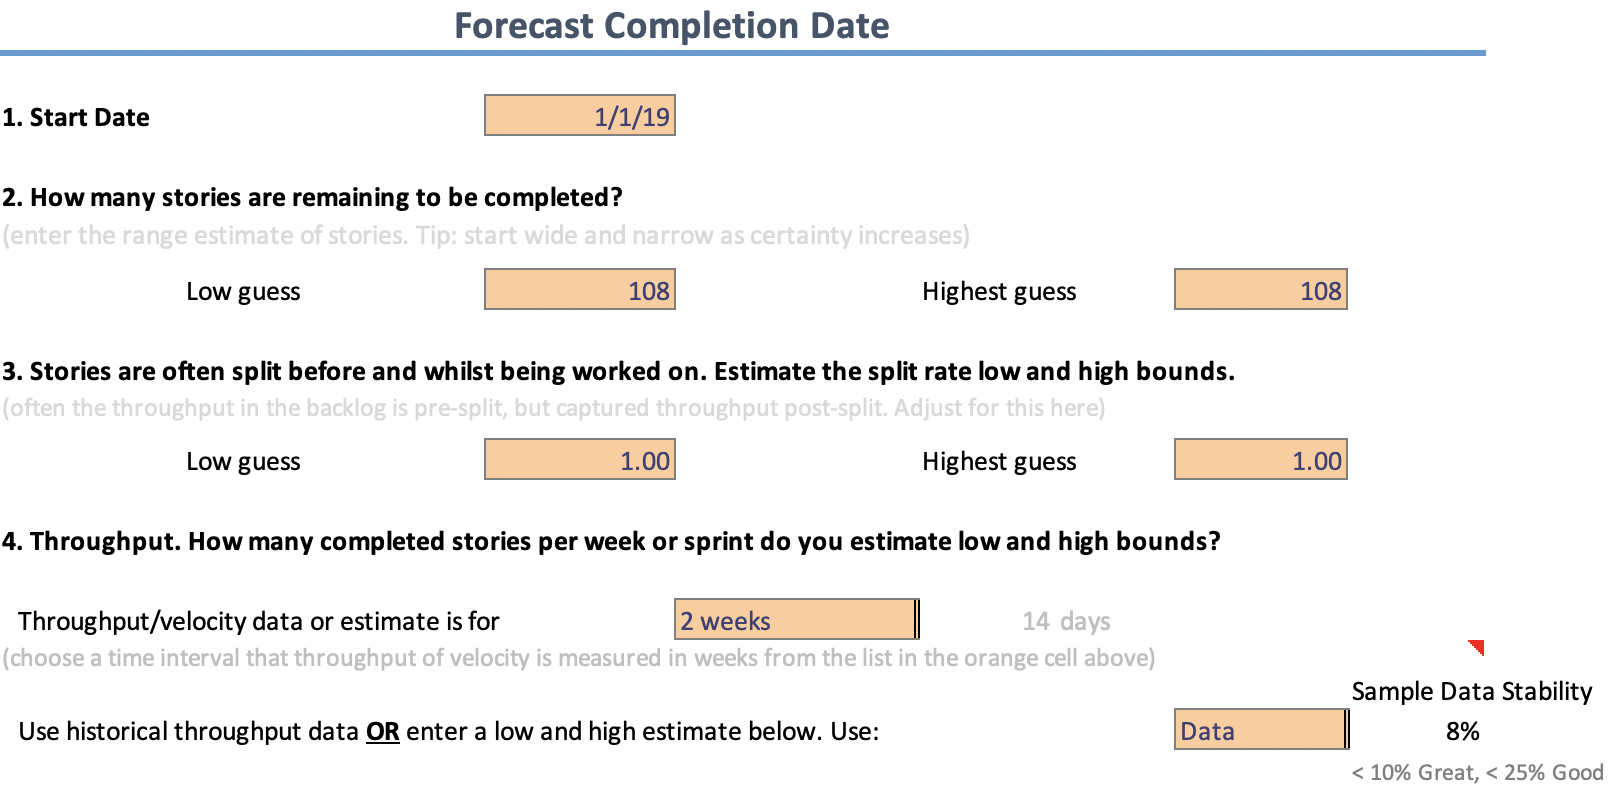 Forecast Completion Date
1. Start Date 1/1/19
2. How many stories are remaining to be completed?
(enter the range estimate of stories. Tip: start wide and narrow as certainty increases)
Low guess 108 Highest guess 108
3. Stories are often split before and whilst being worked on. Estimate the split rate low and high bounds.
(often the throughput in the backlog is pre-split, but captured throughput post-split. Adjust for this here)
Low guess 1.00 Highest guess 1.00
4. Throughput. How many completed stories per week or sprint do you estimate low and high bounds?
Throughput/velocity data or estimate is for 2 weeks 14 days
(choose a time interval that throughput of velocity is measured in weeks from the list in the orange cell above)
Sample Data Stability
Use historical throughput data OR enter a low and high estimate below. Use: Data 8%
< 10% Great, < 25% Good